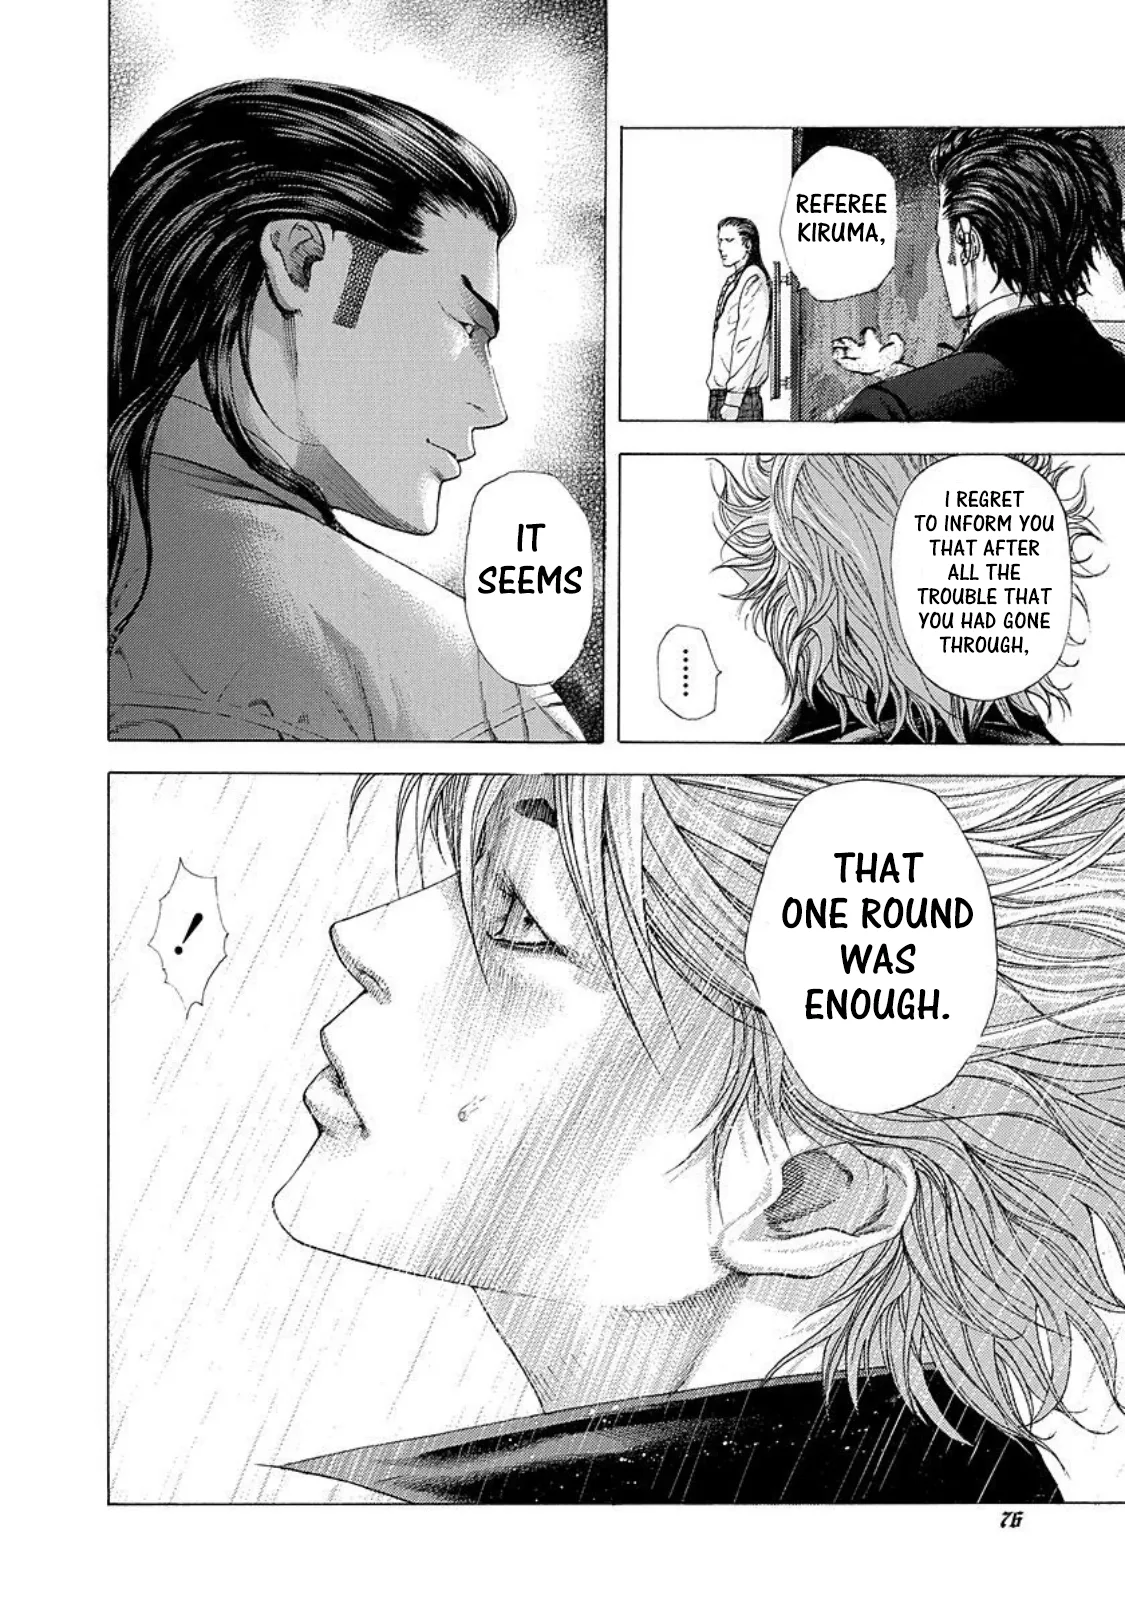 REFEREE
KIRUMA,
I REGRET
TO INFORM YOU
THAT AFTER
ALL THE
TROUBLE THAT
YOU HAD GONE
THROUGH,
......
IT
SEEMS
THAT
ONE ROUND
WAS
ENOUGH.
!
76